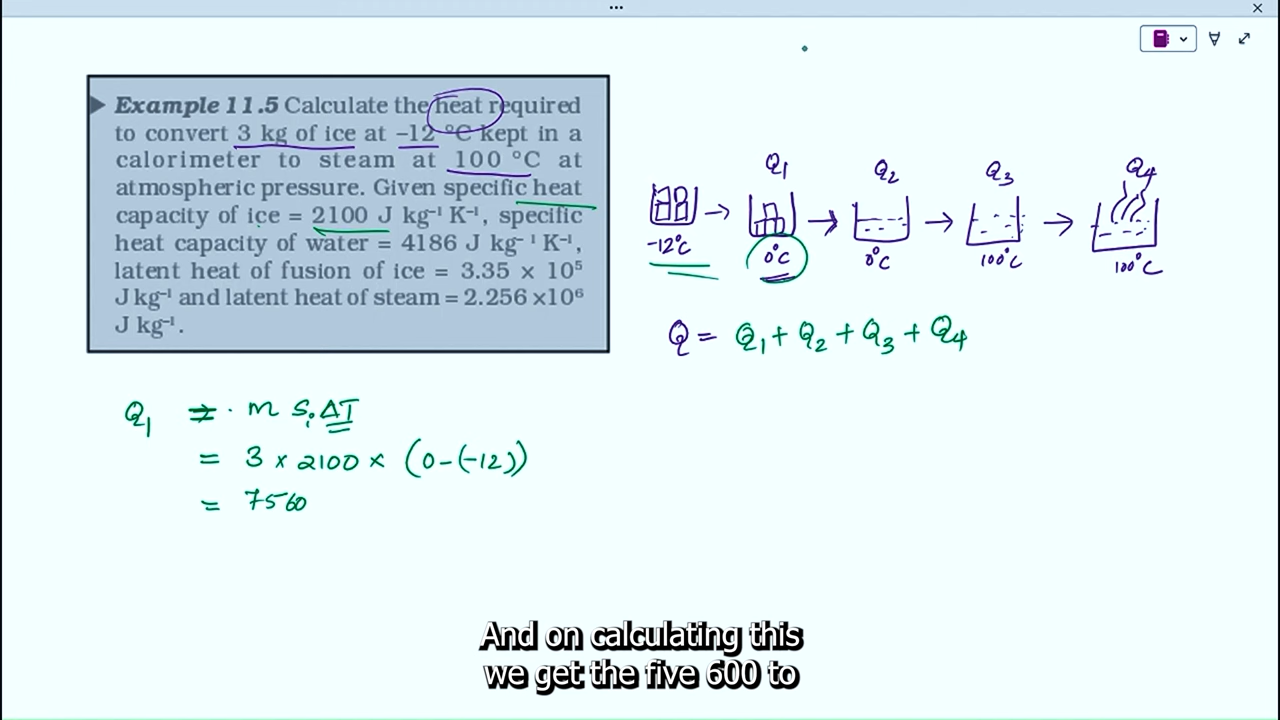 Example 11.5 Calculate the heat required
to convert 3 kg of ice at –12 °C kept in a
calorimeter to steam at 100 °C at
atmospheric pressure. Given specific heat
capacity of ice = 2100 J kg⁻¹ K⁻¹, specific
heat capacity of water = 4186 J kg⁻¹ K⁻¹,
latent heat of fusion of ice = 3.35 × 10⁵
J kg⁻¹ and latent heat of steam = 2.256 ×10⁶
J kg⁻¹.
Q₁ Q₂ Q₃ Q₄
-12°C 0°C 0°C 100°C 100°C
Q = Q₁ + Q₂ + Q₃ + Q₄
Q₁ = m Sᵢ ΔT
= 3 × 2100 × (0-(-12))
= 7560
And on calculating this
we get the five 600 to